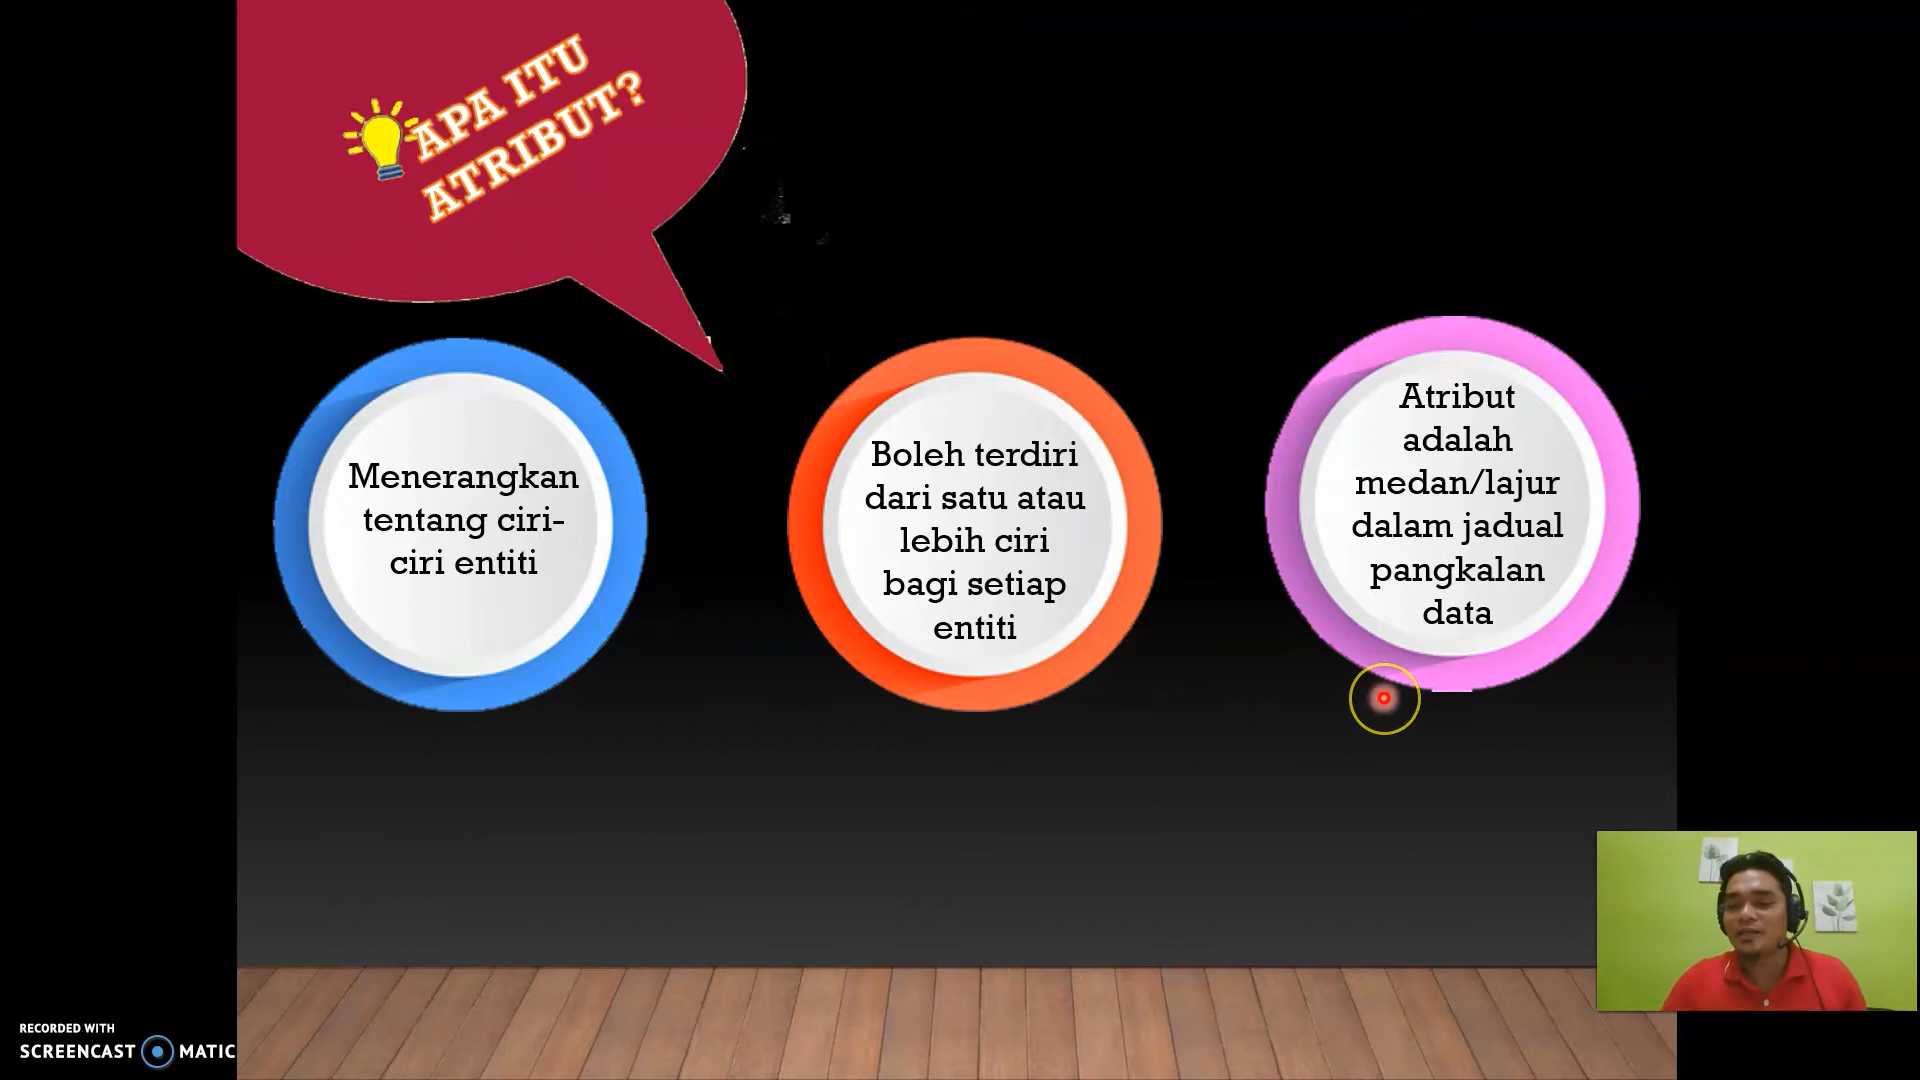 APA ITU
ATRIBUT?
Menerangkan
tentang ciri-
ciri entiti
Boleh terdiri
dari satu atau
lebih ciri
bagi setiap
entiti
Atribut
adalah
medan/lajur
dalam jadual
pangkalan
data
RECORDED WITH
SCREENCAST MATIC